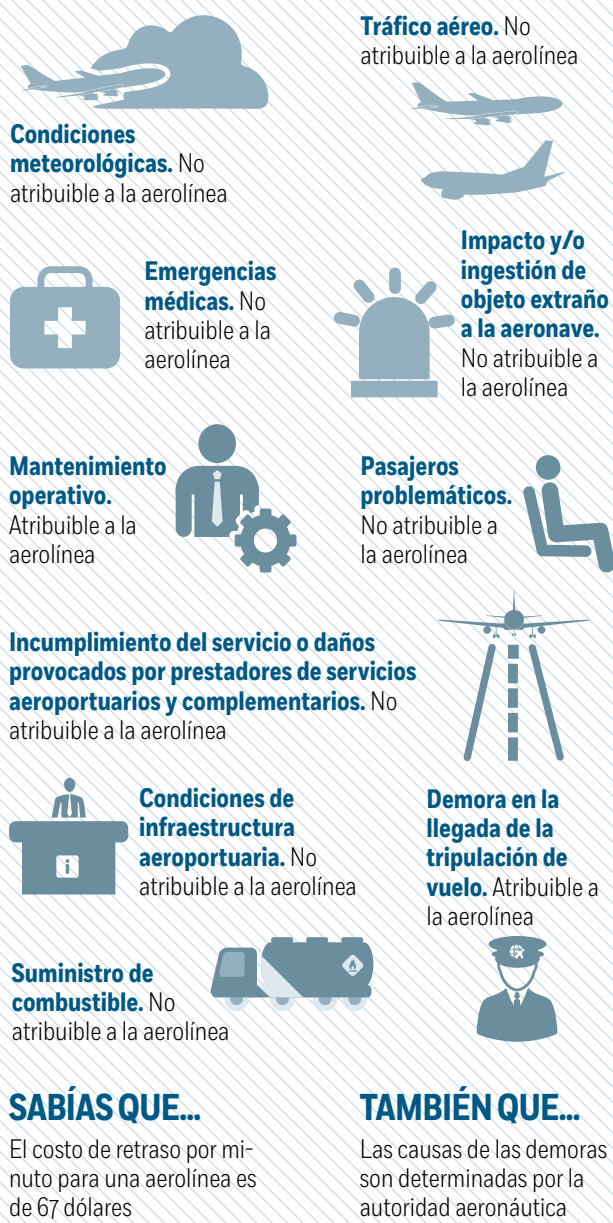 Tráfico aéreo. No
atribuible a la aerolínea
Condiciones
meteorológicas. No
atribuible a la aerolínea
Emergencias
médicas. No
atribuible a la
aerolínea
Impacto y/o
ingestión de
objeto extraño
a la aeronave.
No atribuible a
la aerolínea
Mantenimiento
operativo.
Atribuible a la
aerolínea
Pasajeros
problemáticos.
No atribuible a
la aerolínea
Incumplimiento del servicio o daños
provocados por prestadores de servicios
aeroportuarios y complementarios. No
atribuible a la aerolínea
i
Condiciones de
infraestructura
aeroportuaria. No
atribuible a la aerolínea
Demora en la
llegada de la
tripulación de
vuelo. Atribuible a
la aerolínea
Suministro de
combustible. No
atribuible a la aerolínea
SABÍAS QUE...
El costo de retraso por mi-
nuto para una aerolínea es
de 67 dólares
TAMBIÉN QUE...
Las causas de las demoras
son determinadas por la
autoridad aeronáutica